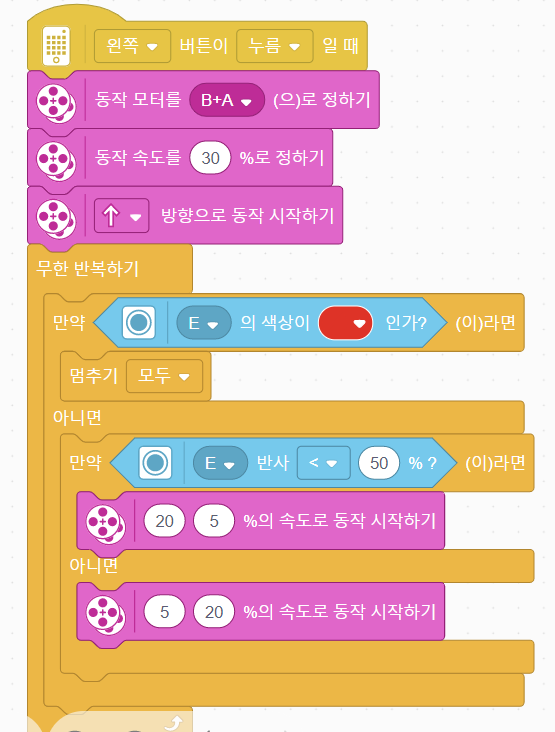 왼쪽 버튼이 누름 일 때
동작 모터를 B+A (으)로 정하기
동작 속도를 30 %로 정하기
방향으로 동작 시작하기
무한 반복하기
만약 E 의 색상이 인가? (이)라면
멈추기 모두
아니면
만약 E 반사 < 50 % ? (이)라면
20 5 %의 속도로 동작 시작하기
아니면
5 20 %의 속도로 동작 시작하기